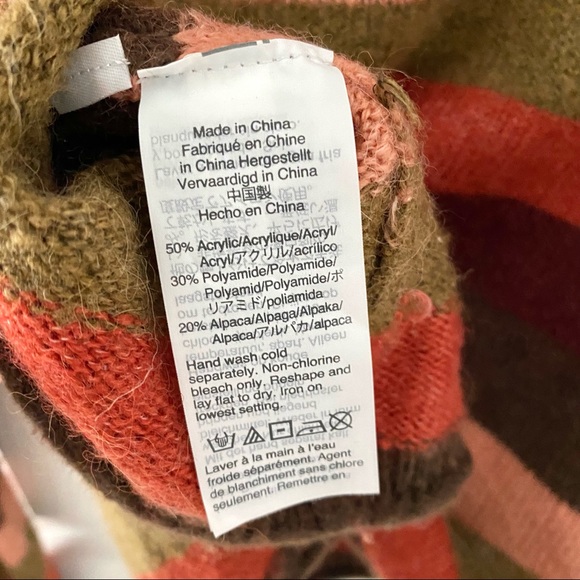 Made in China
Fabriqué en Chine
in China Hergestellt
Vervaardigd in China
中国製
Hecho en China
50% Acrylic/Acrylique/Acryl/
Acryl/アクリル/acrílico
30% Polyamide/Polyamide/
Polyamid/Polyamide/ポ
リアミド/poliamida
20% Alpaca/Alpaga/Alpaka/
Alpaca/アルパカ/alpaca
Hand wash cold
separately. Non-chlorine
bleach only. Reshape and
lay flat to dry. Iron on
lowest setting.
Laver à la main à l'eau
froide séparément. Agent
de blanchiment sans chlore
seulement. Remettre en